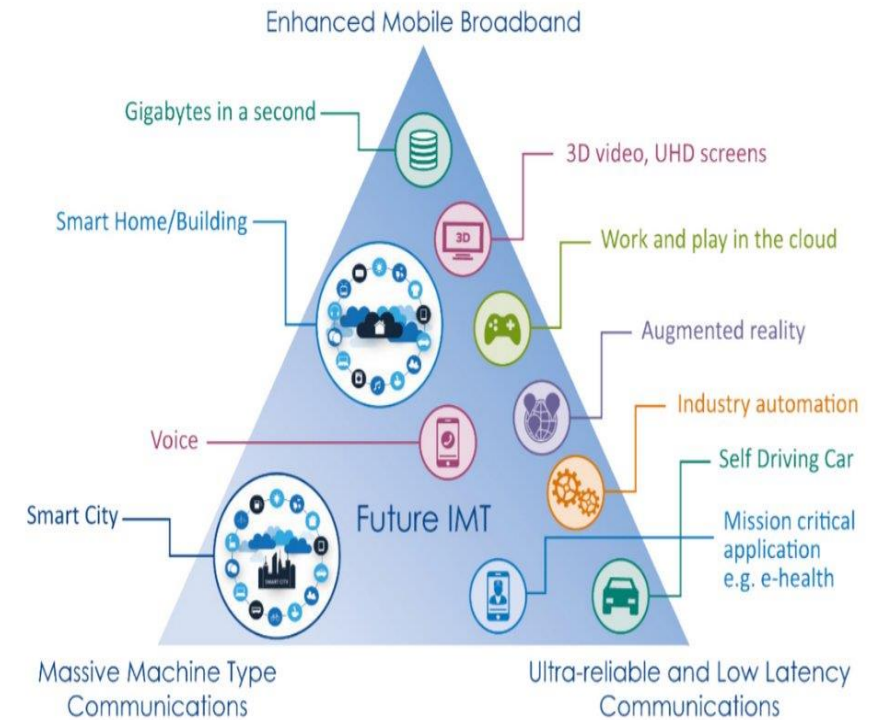 Enhanced Mobile Broadband
Gigabytes in a second
3D video, UHD screens
Smart Home/Building
3D
Work and play in the cloud
Augmented reality
Industry automation
Voice
Self Driving Car
Smart City
Future IMT
Mission critical
application
e.g. e-health
SMART CITY
Massive Machine Type
Communications
Ultra-reliable and Low Latency
Communications